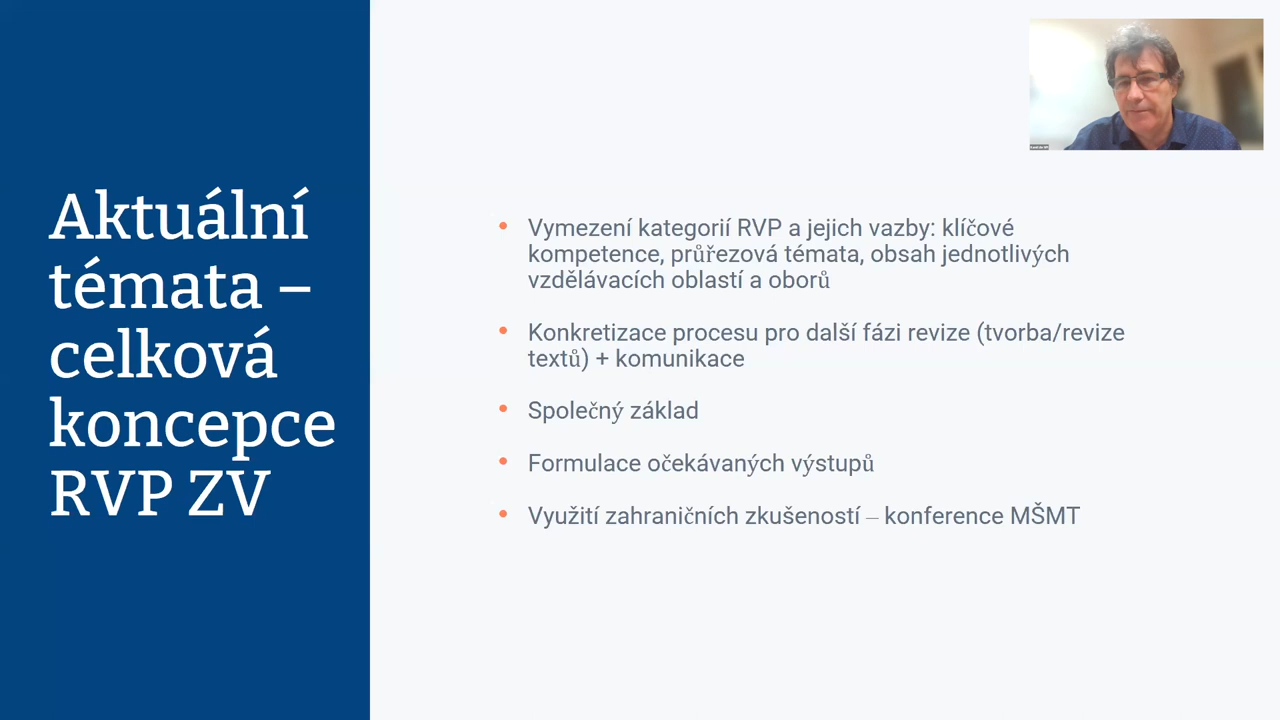 Aktuální
témata –
celková
koncepce
RVP ZV
• Vymezení kategorií RVP a jejich vazby: klíčové
kompetence, průřezová témata, obsah jednotlivých
vzdělávacích oblastí a oborů
• Konkretizace procesu pro další fázi revize (tvorba/revize
textů) + komunikace
• Společný základ
• Formulace očekávaných výstupů
• Využití zahraničních zkušeností – konference MŠMT